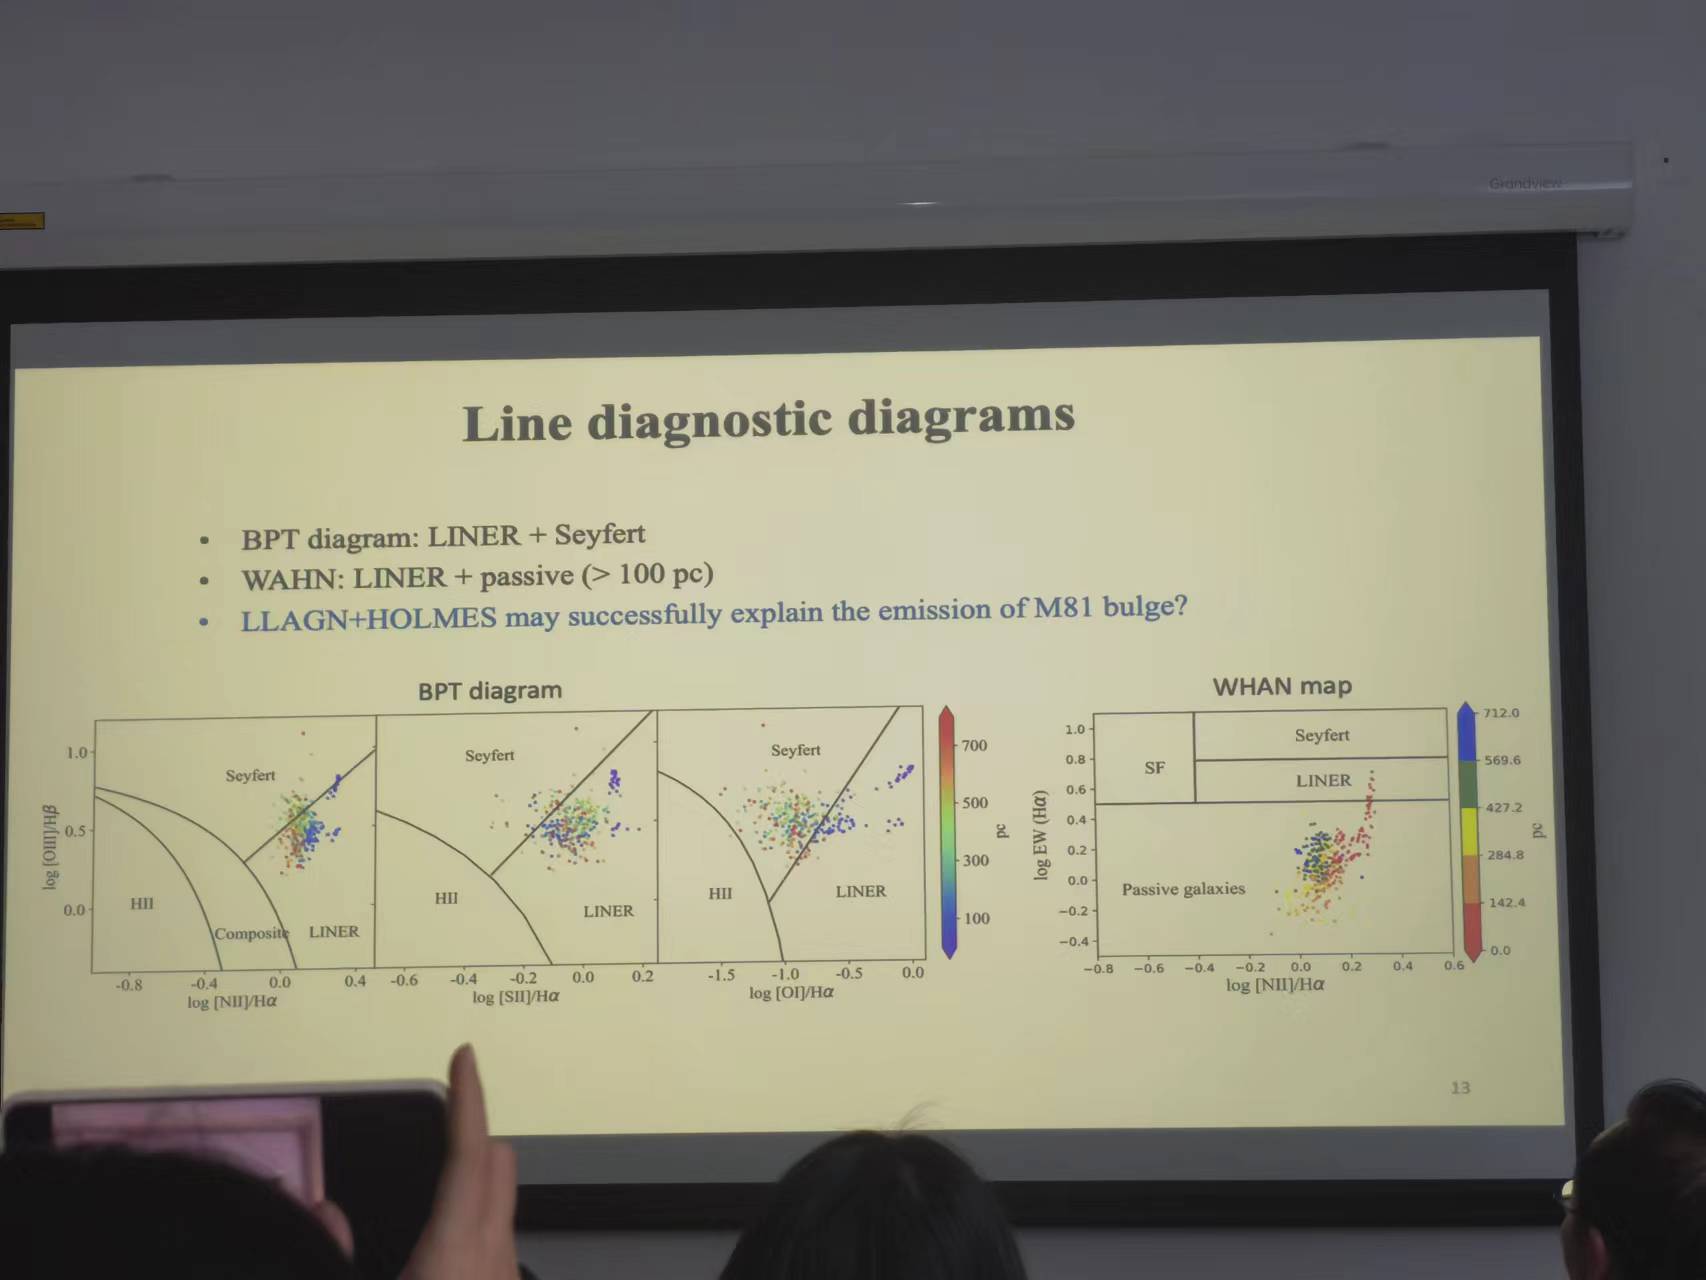 Grandview
Line diagnostic diagrams
• BPT diagram: LINER + Seyfert
• WAHN: LINER + passive (> 100 pc)
• LLAGN+HOLMES may successfully explain the emission of M81 bulge?
BPT diagram
log [OIII]/Hβ
1.0
0.5
0.0
Seyfert
HII
Composite
LINER
-0.8
-0.4
0.0
0.4
log [NII]/Hα
Seyfert
HII
LINER
-0.6
-0.4
-0.2
0.0
0.2
log [SII]/Hα
Seyfert
HII
LINER
-1.5
-1.0
-0.5
0.0
log [OI]/Hα
700
500
300
100
pc
WHAN map
log EW (Hα)
1.0
0.8
0.6
0.4
0.2
0.0
−0.2
−0.4
SF
Seyfert
LINER
Passive galaxies
−0.8
−0.6
−0.4
−0.2
0.0
0.2
0.4
0.6
log [NII]/Hα
712.0
569.6
427.2
284.8
142.4
0.0
pc
13